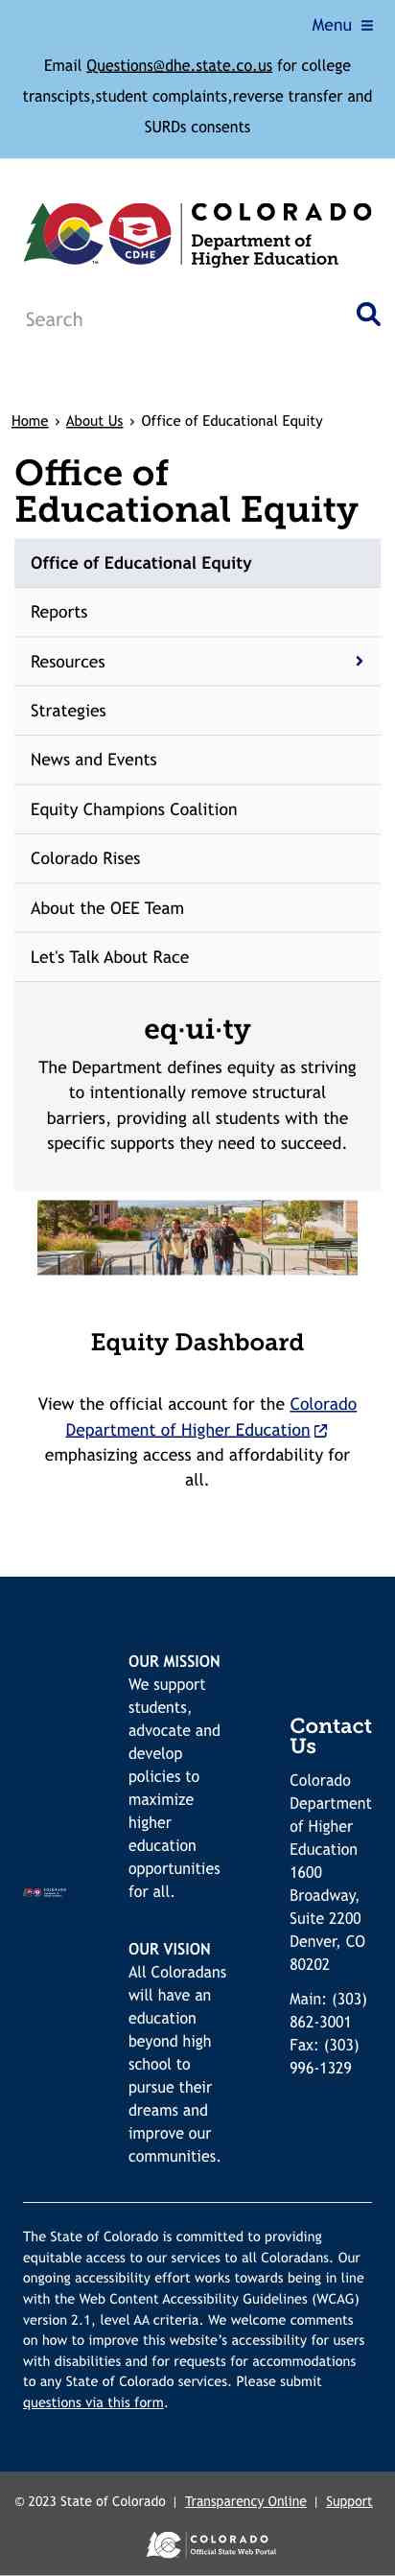 Menu
Email Questions@dhe.state.co.us for college
transcipts,student complaints,reverse transfer and
SURDs consents
COLORADO
CDHE
Department of
Higher Education
Search
Home › About Us › Office of Educational Equity
Office of
Educational Equity
Office of Educational Equity
Reports
Resources
Strategies
News and Events
Equity Champions Coalition
Colorado Rises
About the OEE Team
Let's Talk About Race
eq·ui·ty
The Department defines equity as striving
to intentionally remove structural
barriers, providing all students with the
specific supports they need to succeed.
Equity Dashboard
View the official account for the Colorado
Department of Higher Education
emphasizing access and affordability for
all.
OUR MISSION
We support
students,
advocate and
develop
policies to
maximize
higher
education
opportunities
for all.
OUR VISION
All Coloradans
will have an
education
beyond high
school to
pursue their
dreams and
improve our
communities.
Contact
Us
Colorado
Department
of Higher
Education
1600
Broadway,
Suite 2200
Denver, CO
80202
Main: (303)
862-3001
Fax: (303)
996-1329
The State of Colorado is committed to providing
equitable access to our services to all Coloradans. Our
ongoing accessibility effort works towards being in line
with the Web Content Accessibility Guidelines (WCAG)
version 2.1, level AA criteria. We welcome comments
on how to improve this website’s accessibility for users
with disabilities and for requests for accommodations
to any State of Colorado services. Please submit
questions via this form.
© 2023 State of Colorado | Transparency Online | Support
COLORADO
Official State Web Portal